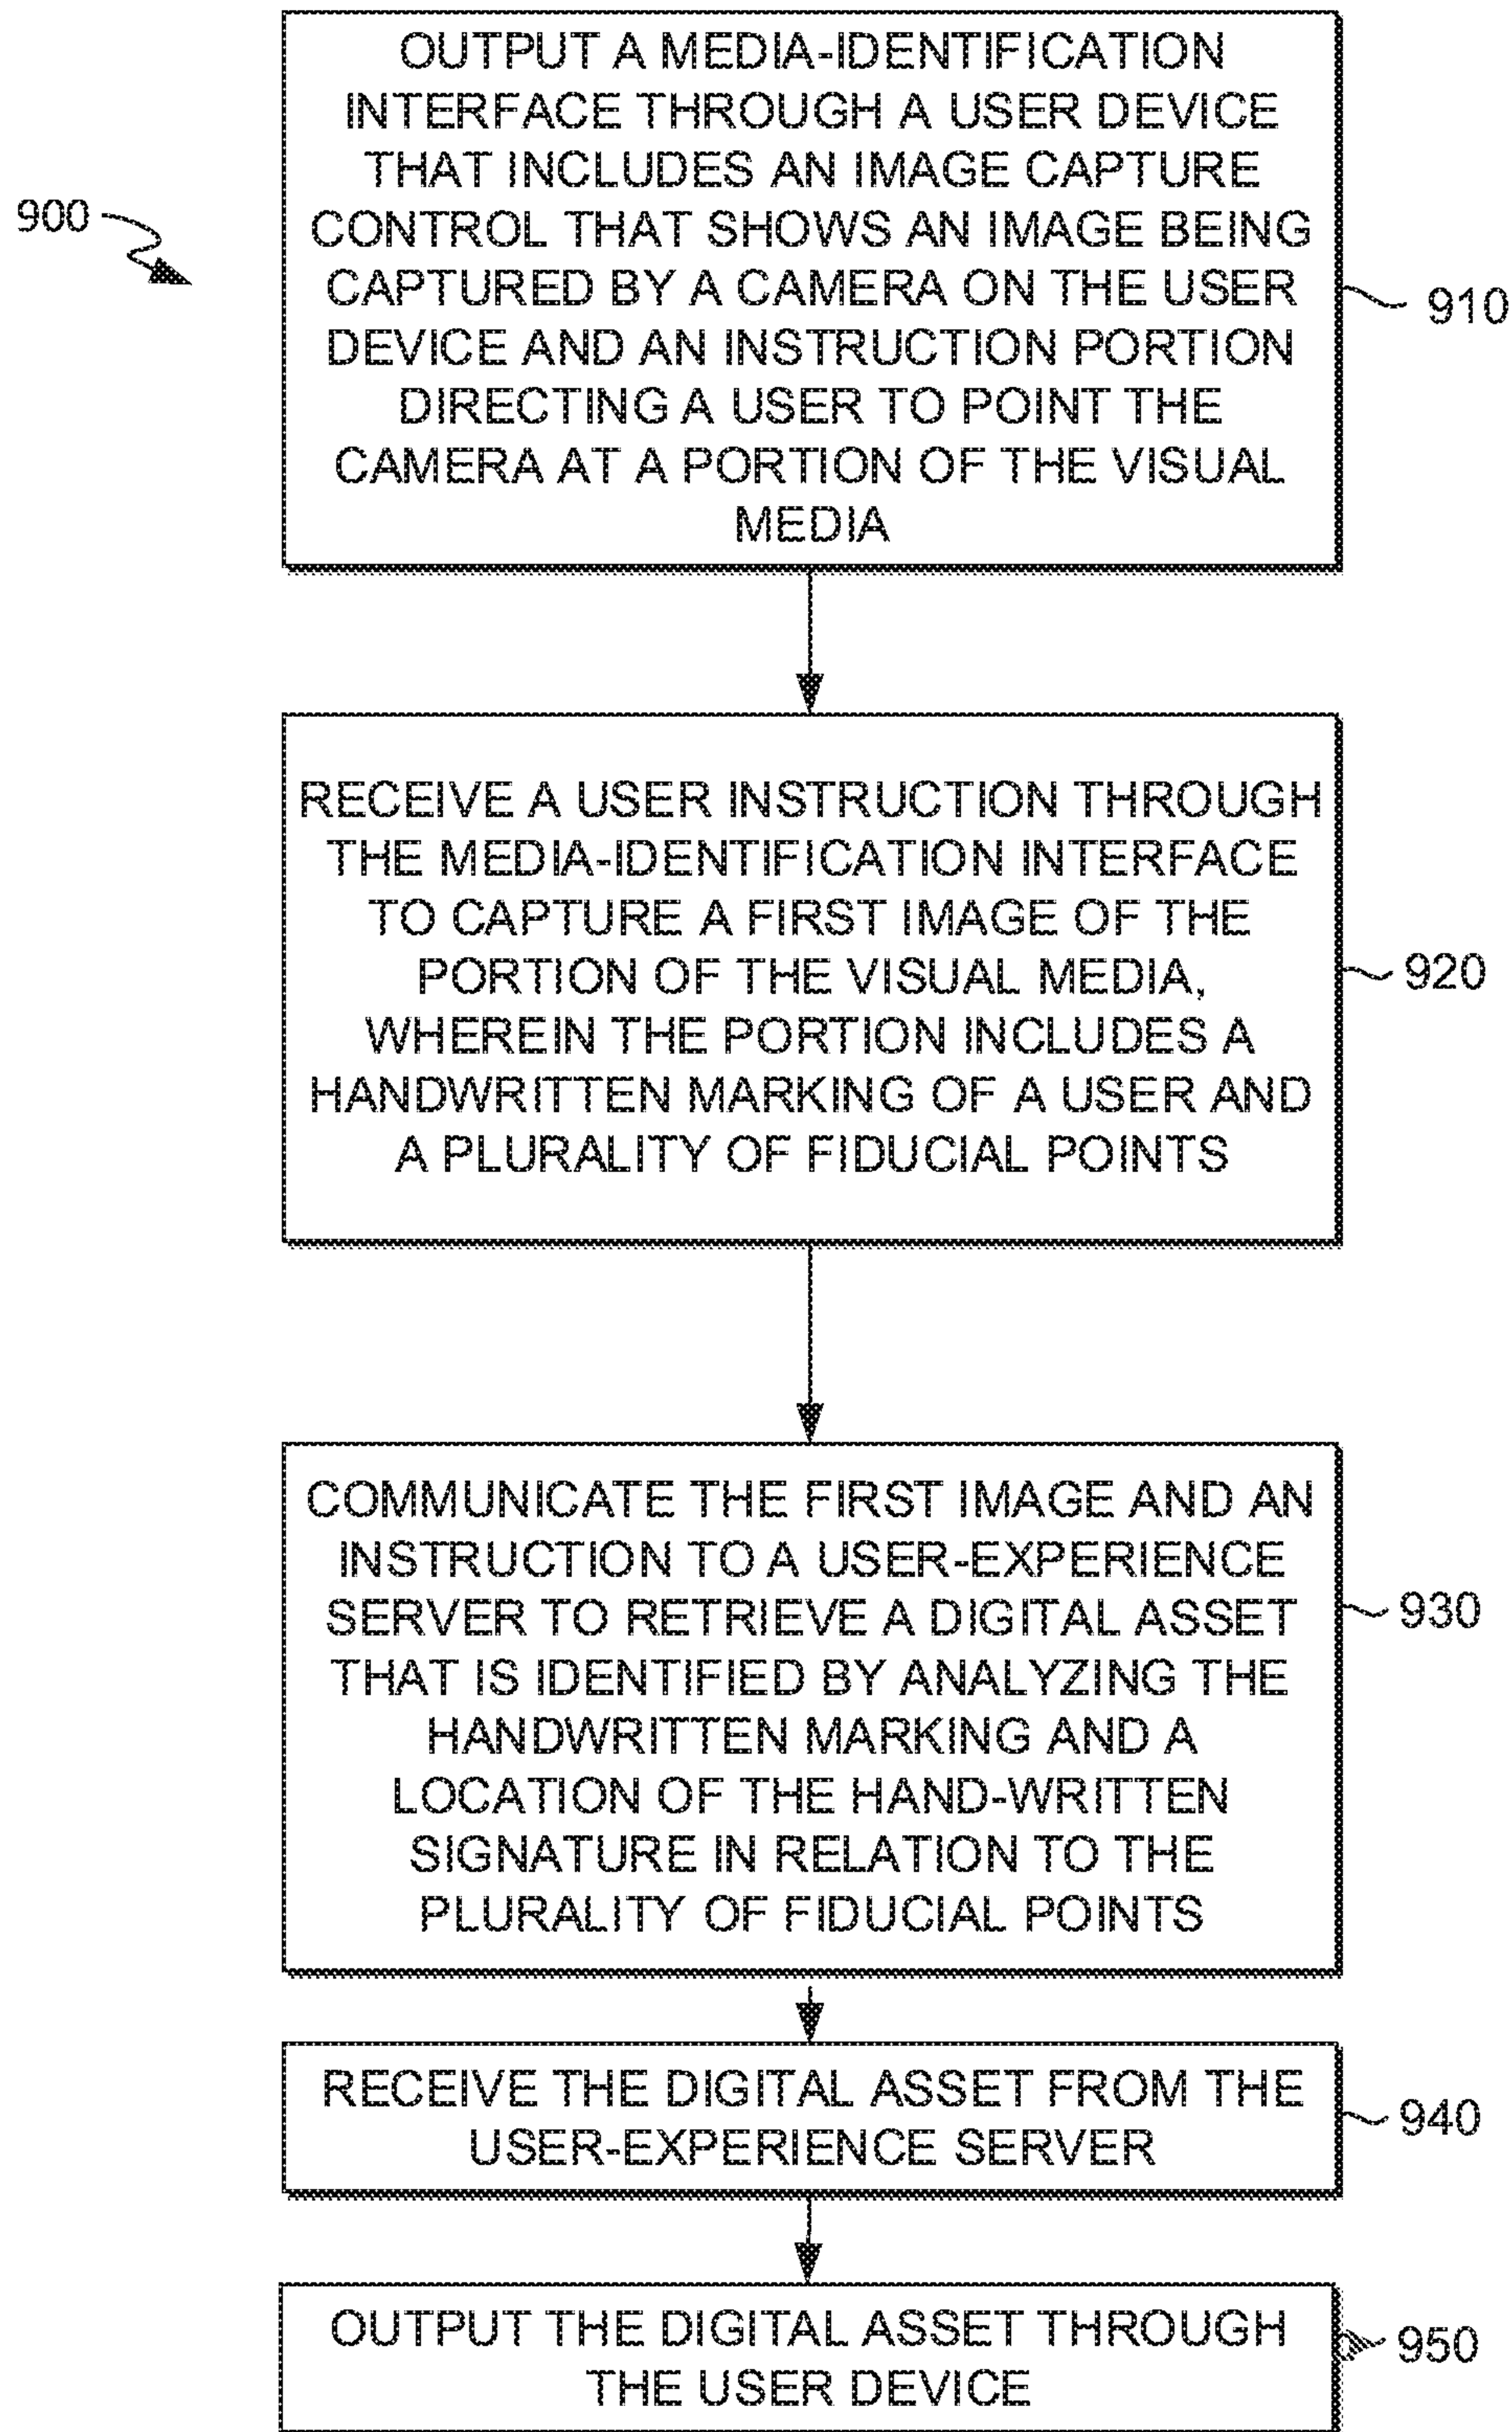 OUTPUT A MEDIA-IDENTIFICATION
INTERFACE THROUGH A USER DEVICE
THAT INCLUDES AN IMAGE CAPTURE
CONTROL THAT SHOWS AN IMAGE BEING
CAPTURED BY A CAMERA ON THE USER
DEVICE AND AN INSTRUCTION PORTION
DIRECTING A USER TO POINT THE
CAMERA AT A PORTION OF THE VISUAL
MEDIA
900
910
RECEIVE A USER INSTRUCTION THROUGH
THE MEDIA-IDENTIFICATION INTERFACE
TO CAPTURE A FIRST IMAGE OF THE
PORTION OF THE VISUAL MEDIA,
WHEREIN THE PORTION INCLUDES A
HANDWRITTEN MARKING OF A USER AND
A PLURALITY OF FIDUCIAL POINTS
920
COMMUNICATE THE FIRST IMAGE AND AN
INSTRUCTION TO A USER-EXPERIENCE
SERVER TO RETRIEVE A DIGITAL ASSET
THAT IS IDENTIFIED BY ANALYZING THE
HANDWRITTEN MARKING AND A
LOCATION OF THE HAND-WRITTEN
SIGNATURE IN RELATION TO THE
PLURALITY OF FIDUCIAL POINTS
930
RECEIVE THE DIGITAL ASSET FROM THE
USER-EXPERIENCE SERVER
940
OUTPUT THE DIGITAL ASSET THROUGH
THE USER DEVICE
950